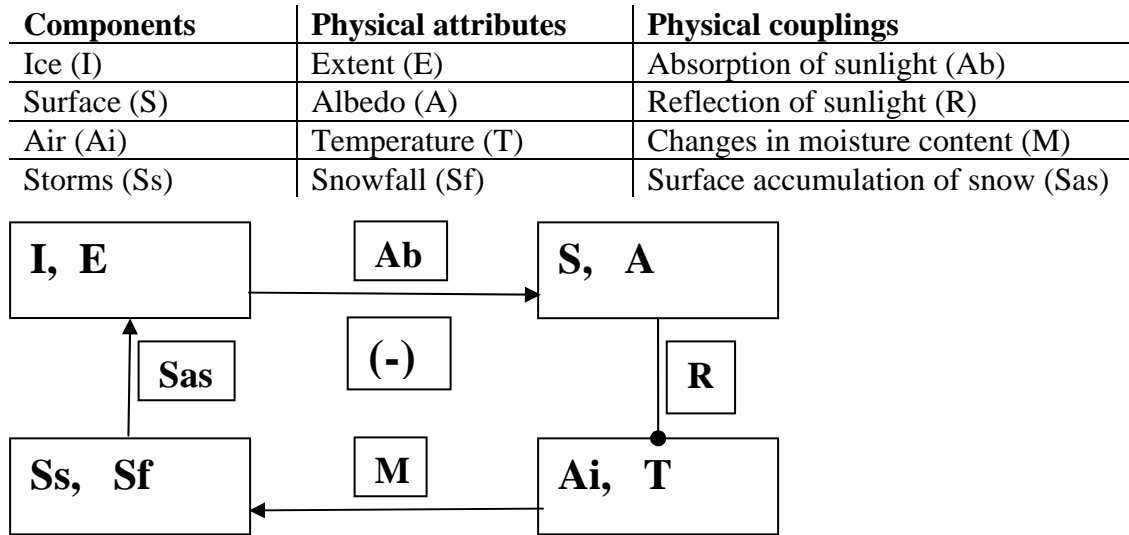 Components Physical attributes Physical couplings
Ice (I) Extent (E) Absorption of sunlight (Ab)
Surface (S) Albedo (A) Reflection of sunlight (R)
Air (Ai) Temperature (T) Changes in moisture content (M)
Storms (Ss) Snowfall (Sf) Surface accumulation of snow (Sas)
I, E Ab S, A
Sas (-) R
Ss, Sf M Ai, T